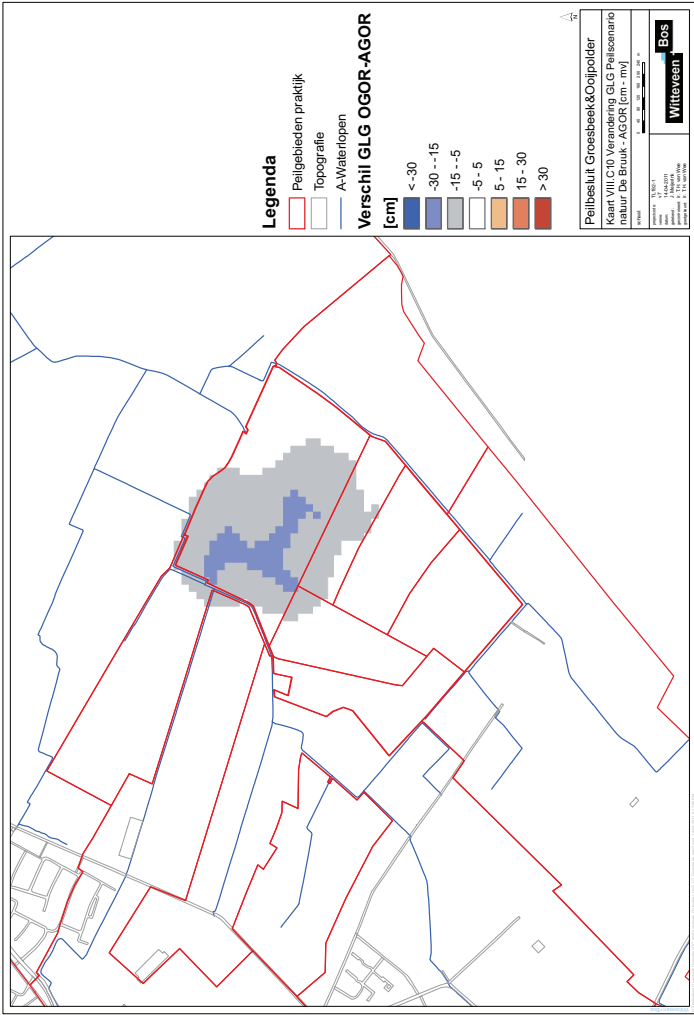 Legenda
Peilgebieden praktijk
Topografie
A-Waterlopen
Verschil GLG OGOR-AGOR
[cm]
< -30
-30 - -15
-15 - -5
-5 - 5
5 - 15
15 - 30
> 30
Peilbesluit Groesbeek&Ooijpolder
Kaart VIII.C10 Verandering GLG Peilscenario
natuur De Bruuk - AGOR [cm - mv]
Witteveen
Bos